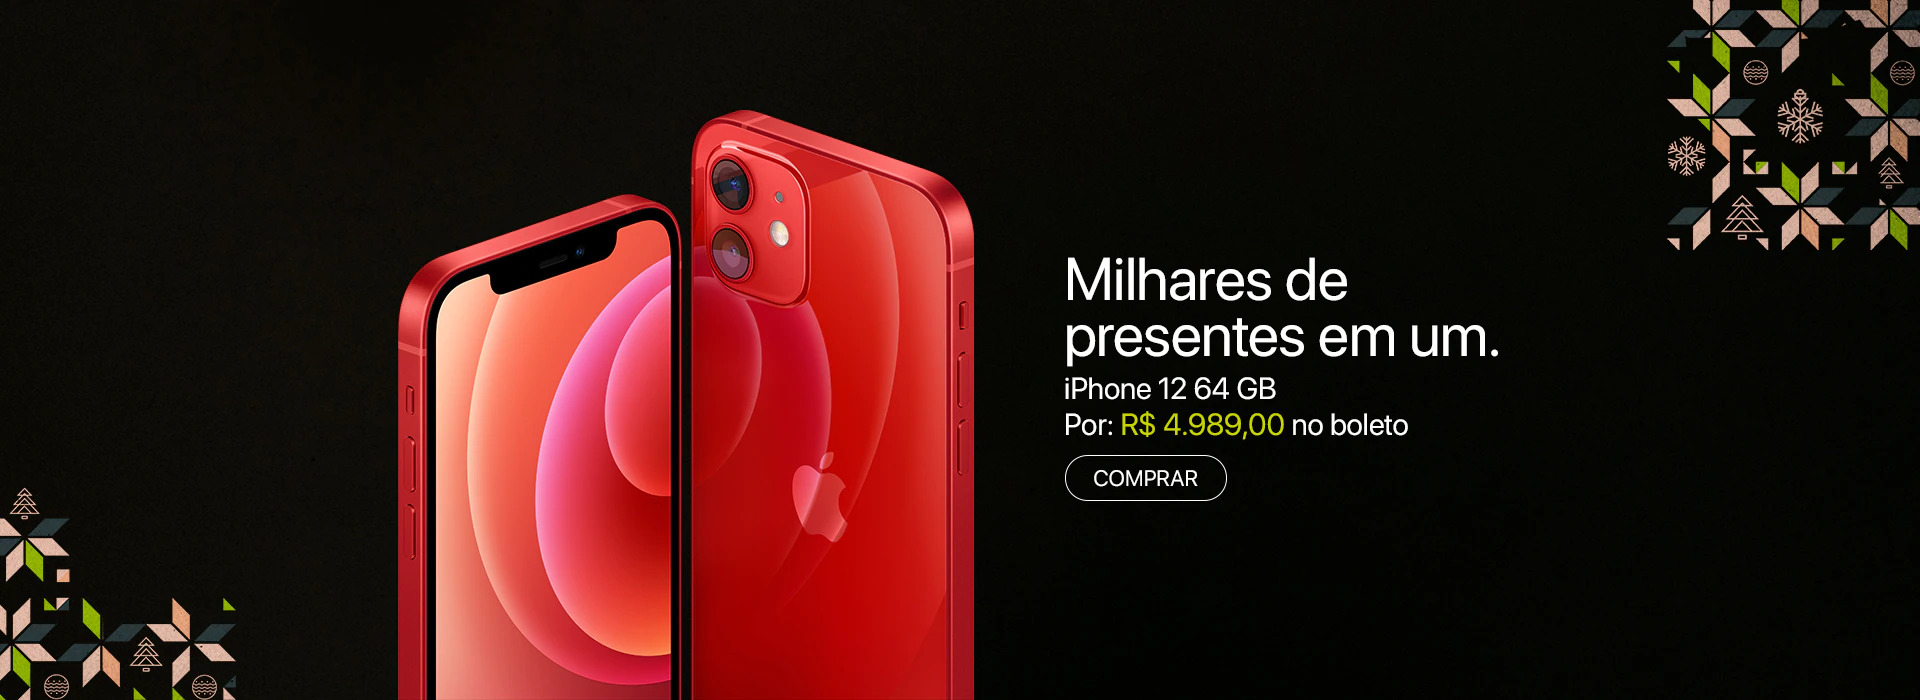 Milhares de
presentes em um.
iPhone 12 64 GB
Por: R$ 4.989,00 no boleto
COMPRAR